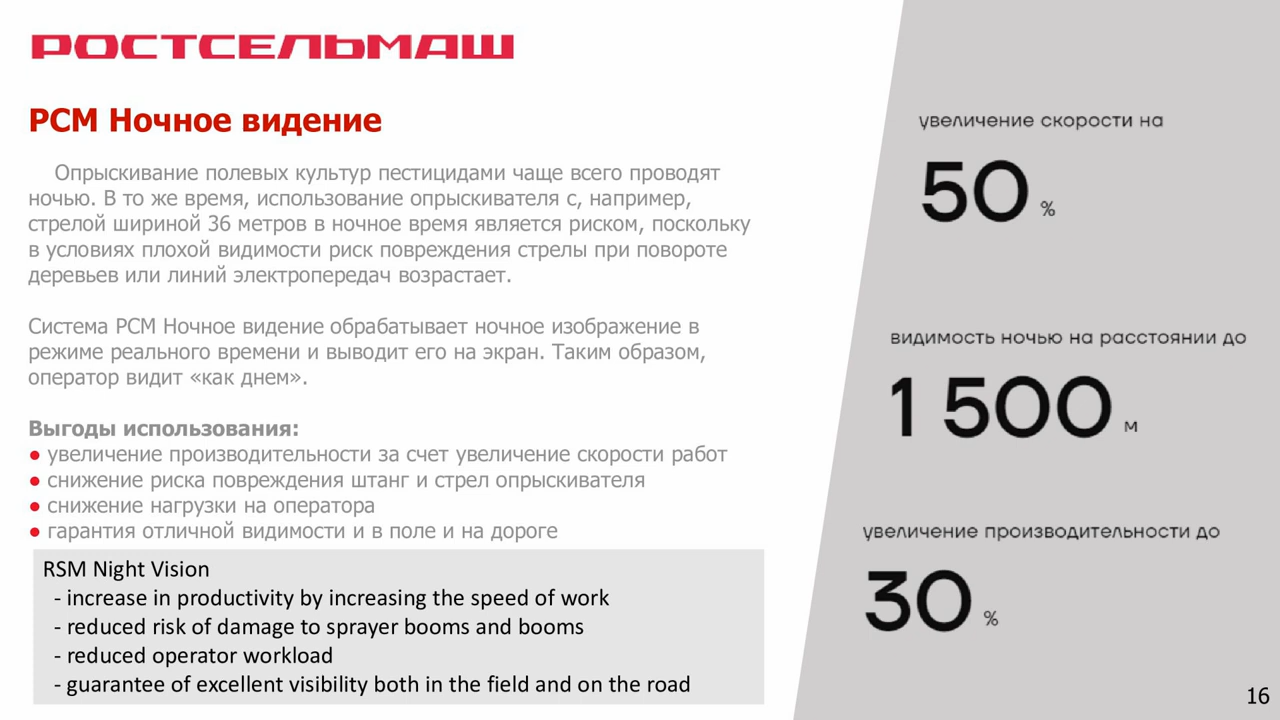 РОСТСЕЛЬМАШ
РСМ Ночное видение
Опрыскивание полевых культур пестицидами чаще всего проводят
ночью. В то же время, использование опрыскивателя с, например,
стрелой шириной 36 метров в ночное время является риском, поскольку
в условиях плохой видимости риск повреждения стрелы при повороте
деревьев или линий электропередач возрастает.
Система РСМ Ночное видение обрабатывает ночное изображение в
режиме реального времени и выводит его на экран. Таким образом,
оператор видит «как днем».
Выгоды использования:
● увеличение производительности за счет увеличение скорости работ
● снижение риска повреждения штанг и стрел опрыскивателя
● снижение нагрузки на оператора
● гарантия отличной видимости и в поле и на дороге
RSM Night Vision
- increase in productivity by increasing the speed of work
- reduced risk of damage to sprayer booms and booms
- reduced operator workload
- guarantee of excellent visibility both in the field and on the road
увеличение скорости на
50 %
видимость ночью на расстоянии до
1 500 м
увеличение производительности до
30 %
16